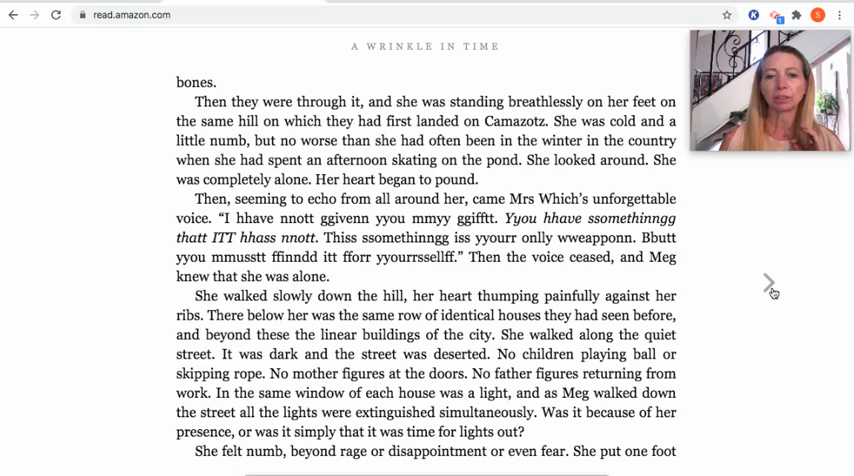 read.amazon.com
S
1
A WRINKLE IN TIME
bones.
Then they were through it, and she was standing breathlessly on her feet on
the same hill on which they had first landed on Camazotz. She was cold and a
little numb, but no worse than she had often been in the winter in the country
when she had spent an afternoon skating on the pond. She looked around. She
was completely alone. Her heart began to pound.
Then, seeming to echo from all around her, came Mrs Which’s unforgettable
voice. “I hhave nnott ggivenn yyou mmyy ggifftt. Yyou hhave ssomethinngg
thatt ITT hhass nnott. Thiss ssomethinngg iss yyourr onlly wweapponn. Bbutt
yyou mmusstt ffinndd itt fforr yyourrssellff.” Then the voice ceased, and Meg
knew that she was alone.
She walked slowly down the hill, her heart thumping painfully against her
ribs. There below her was the same row of identical houses they had seen before,
and beyond these the linear buildings of the city. She walked along the quiet
street. It was dark and the street was deserted. No children playing ball or
skipping rope. No mother figures at the doors. No father figures returning from
work. In the same window of each house was a light, and as Meg walked down
the street all the lights were extinguished simultaneously. Was it because of her
presence, or was it simply that it was time for lights out?
She felt numb, beyond rage or disappointment or even fear. She put one foot